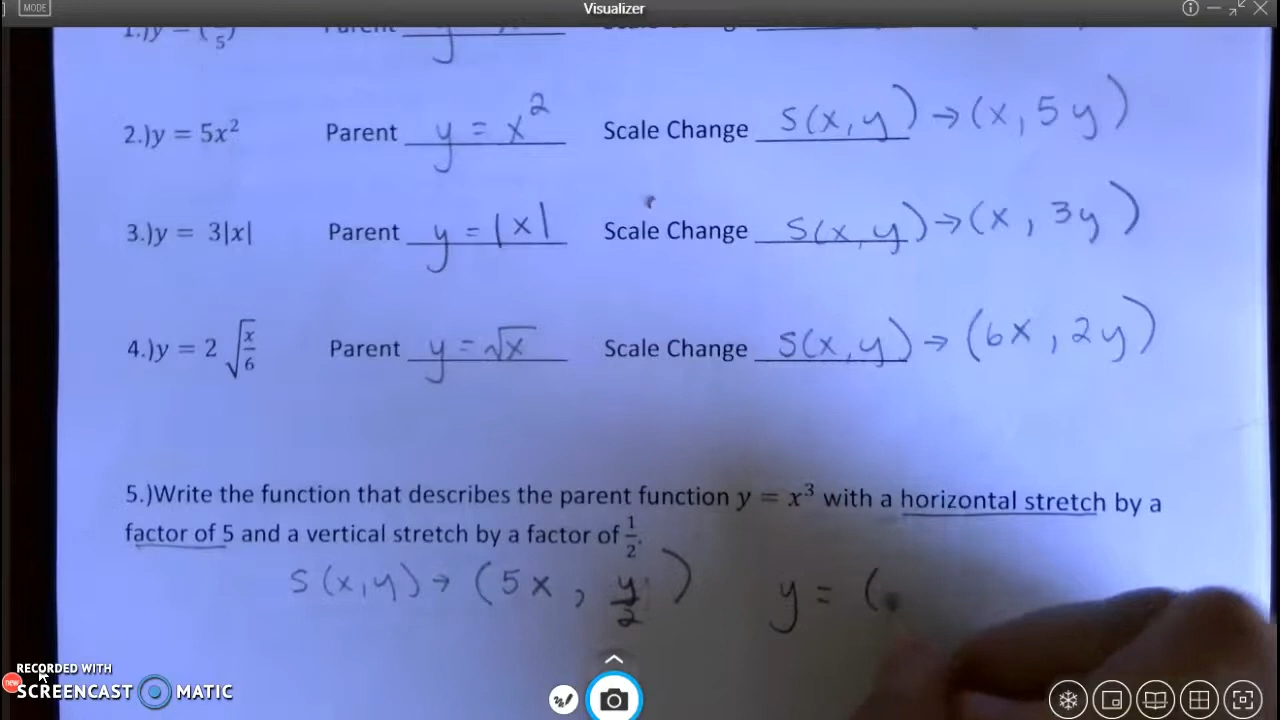 MODE Visualizer
2.)y = 5x² Parent y = x² Scale Change S(x,y) → (x, 5y)
3.)y = 3|x| Parent y = |x| Scale Change S(x,y) → (x, 3y)
4.)y = 2√(x/6) Parent y = √x Scale Change S(x,y) → (6x, 2y)
5.)Write the function that describes the parent function y = x³ with a horizontal stretch by a
factor of 5 and a vertical stretch by a factor of 1/2.
S(x,y) → (5x, y/2) y = (
RECORDED WITH
new
SCREENCAST MATIC